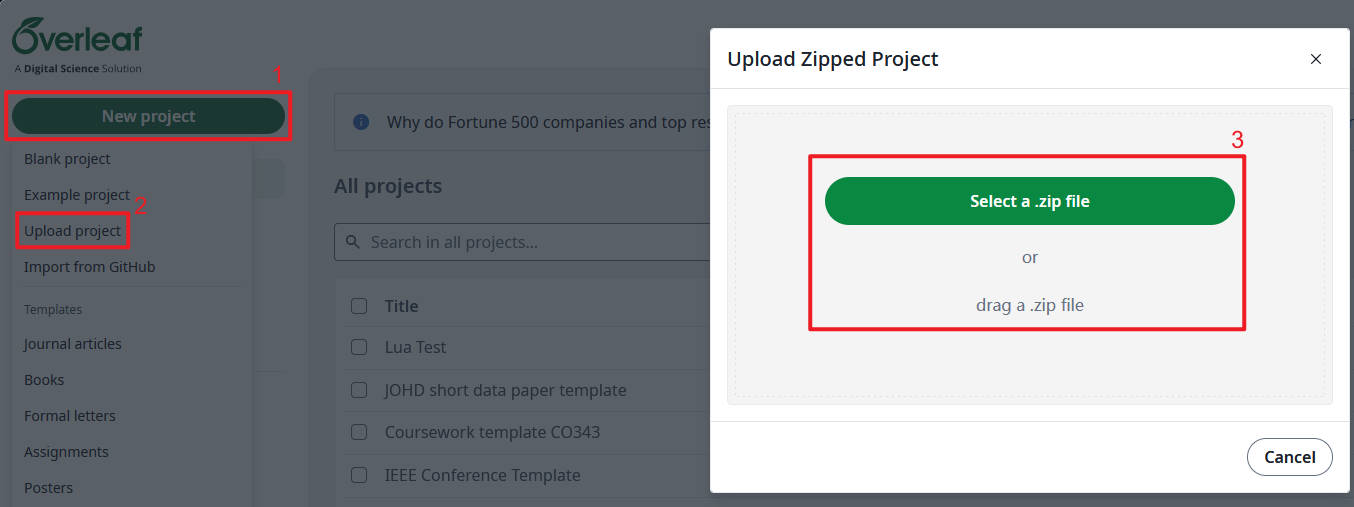 Overleaf
A Digital Science Solution
1
New project
Blank project
Example project
2
Upload project
Import from GitHub
Templates
Journal articles
Books
Formal letters
Assignments
Posters
Why do Fortune 500 companies and top res
All projects
Search in all projects...
Title
Lua Test
JOHD short data paper template
Coursework template CO343
IEEE Conference Template
Upload Zipped Project
3
Select a .zip file
or
drag a .zip file
Cancel